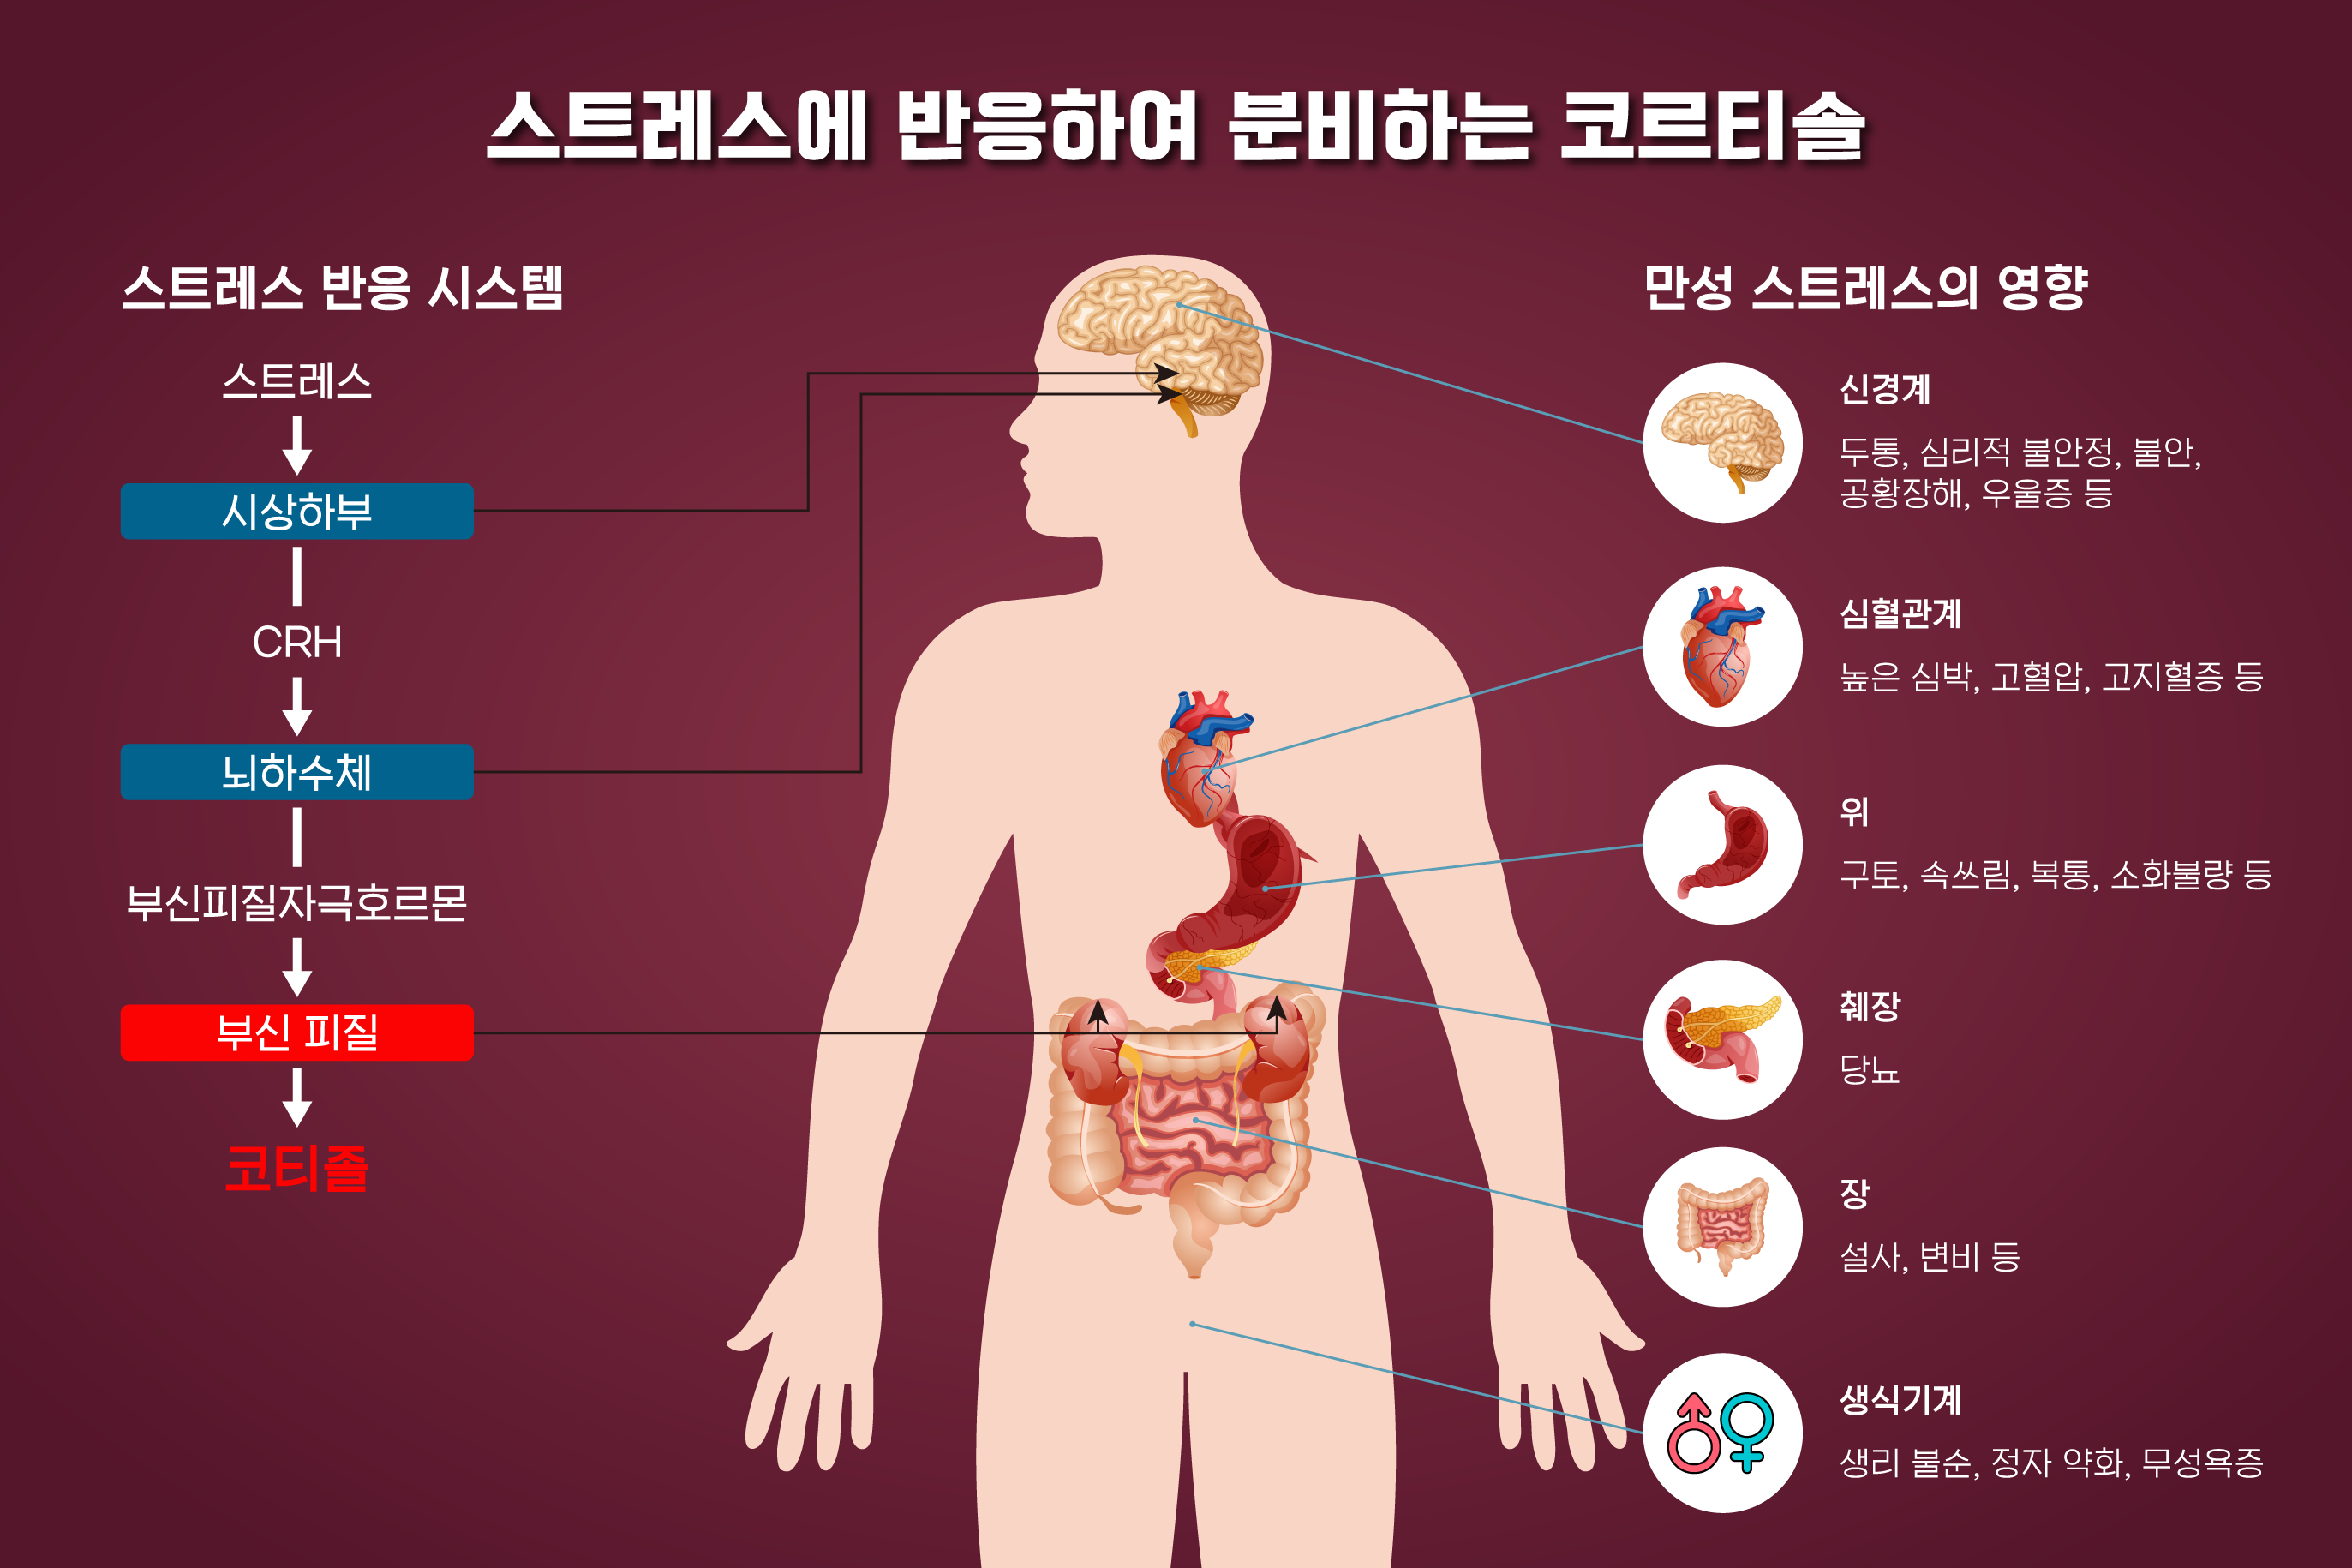 스트레스에 반응하여 분비하는 코르티솔
스트레스 반응 시스템
스트레스
시상하부
CRH
뇌하수체
부신피질자극호르몬
부신 피질
코티졸
만성 스트레스의 영향
신경계
두통, 심리적 불안정, 불안,
공황장해, 우울증 등
심혈관계
높은 심박, 고혈압, 고지혈증 등
위
구토, 속쓰림, 복통, 소화불량 등
췌장
당뇨
장
설사, 변비 등
생식기계
생리 불순, 정자 약화, 무성욕증